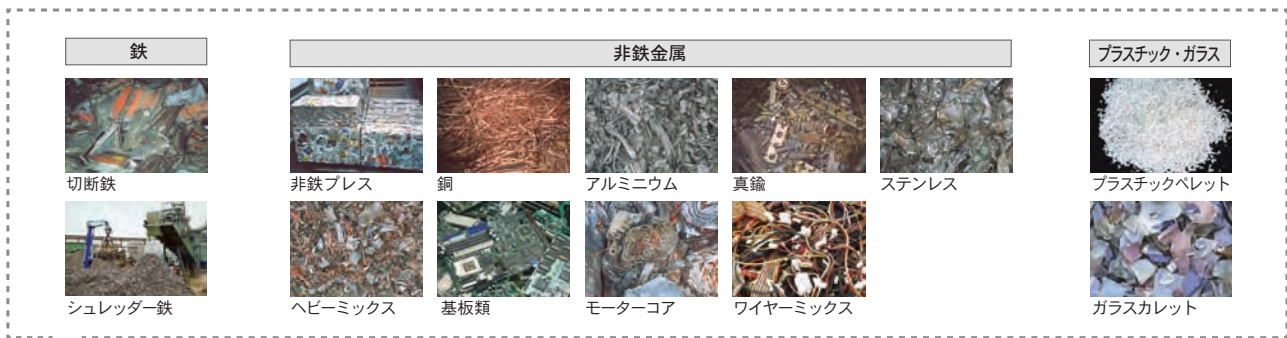 鉄
非鉄金属
プラスチック・ガラス
切断鉄
非鉄プレス
銅
アルミニウム
真鍮
ステンレス
プラスチックペレット
シュレッダー鉄
ヘビーミックス
基板類
モーターコア
ワイヤーミックス
ガラスカレット